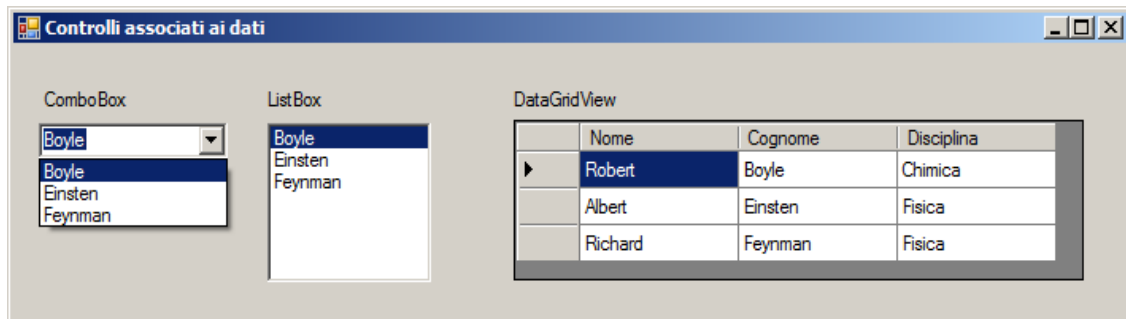 Controlli associati ai dati
ComboBox ListBox DataGridView
Boyle
Boyle
Einsten
Feynman
Boyle
Einsten
Feynman
Nome Cognome Disciplina
Robert Boyle Chimica
Albert Einsten Fisica
Richard Feynman Fisica